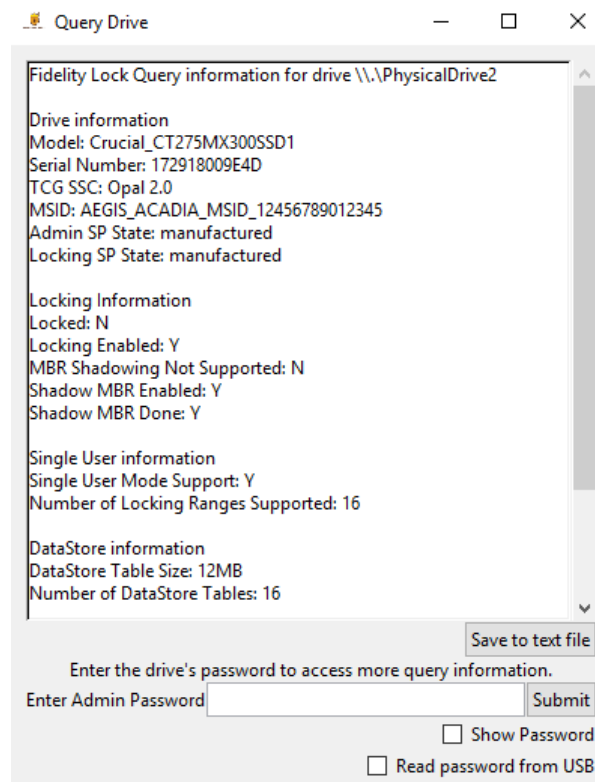 Query Drive
Fidelity Lock Query information for drive \\.\PhysicalDrive2
Drive information
Model: Crucial_CT275MX300SSD1
Serial Number: 172918009E4D
TCG SSC: Opal 2.0
MSID: AEGIS_ACADIA_MSID_12456789012345
Admin SP State: manufactured
Locking SP State: manufactured
Locking Information
Locked: N
Locking Enabled: Y
MBR Shadowing Not Supported: N
Shadow MBR Enabled: Y
Shadow MBR Done: Y
Single User information
Single User Mode Support: Y
Number of Locking Ranges Supported: 16
DataStore information
DataStore Table Size: 12MB
Number of DataStore Tables: 16
Save to text file
Enter the drive's password to access more query information.
Enter Admin Password Submit
Show Password
Read password from USB